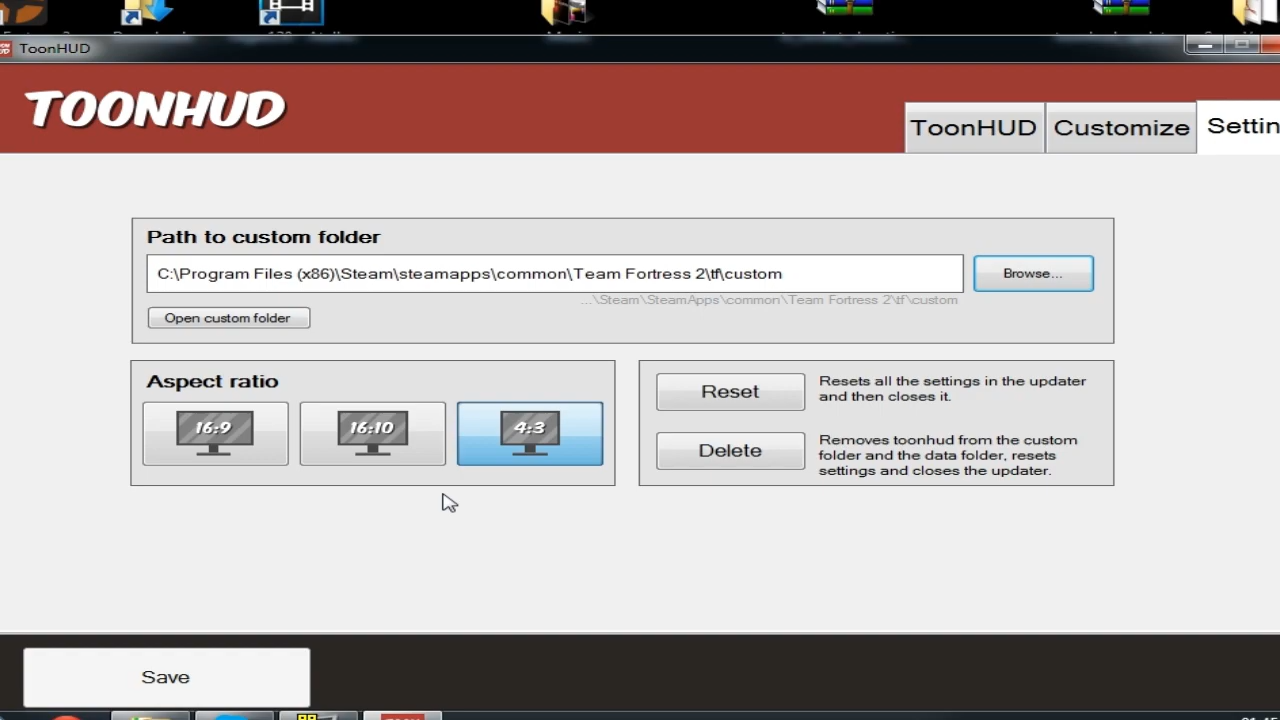 ToonHUD
TOONHUD
ToonHUD
Customize
Settin
Path to custom folder
C:\Program Files (x86)\Steam\steamapps\common\Team Fortress 2\tf\custom
Browse...
...\Steam\SteamApps\common\Team Fortress 2\tf\custom
Open custom folder
Aspect ratio
16:9
16:10
4:3
Reset
Resets all the settings in the updater
and then closes it.
Delete
Removes toonhud from the custom
folder and the data folder, resets
settings and closes the updater.
Save